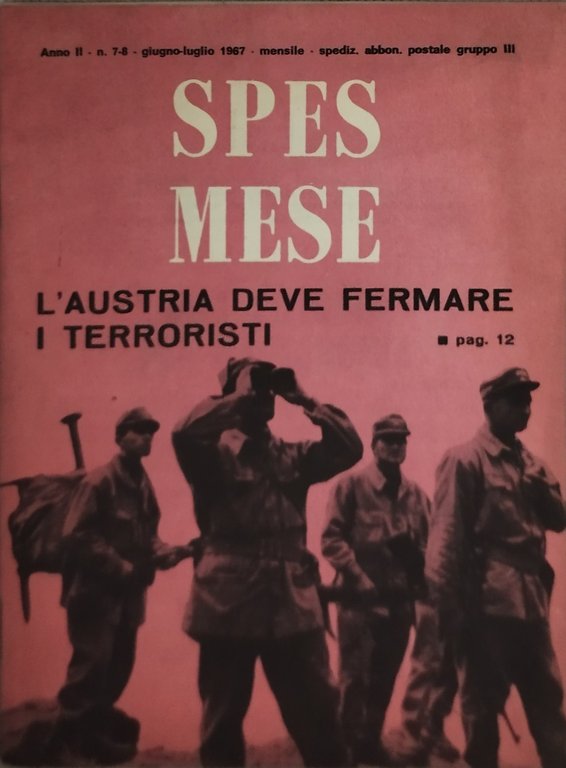 Anno II - n. 7-8 - giugno-luglio 1967 - mensile - spediz. abbon. postale gruppo III
SPES
MESE
L'AUSTRIA DEVE FERMARE
I TERRORISTI
■ pag. 12